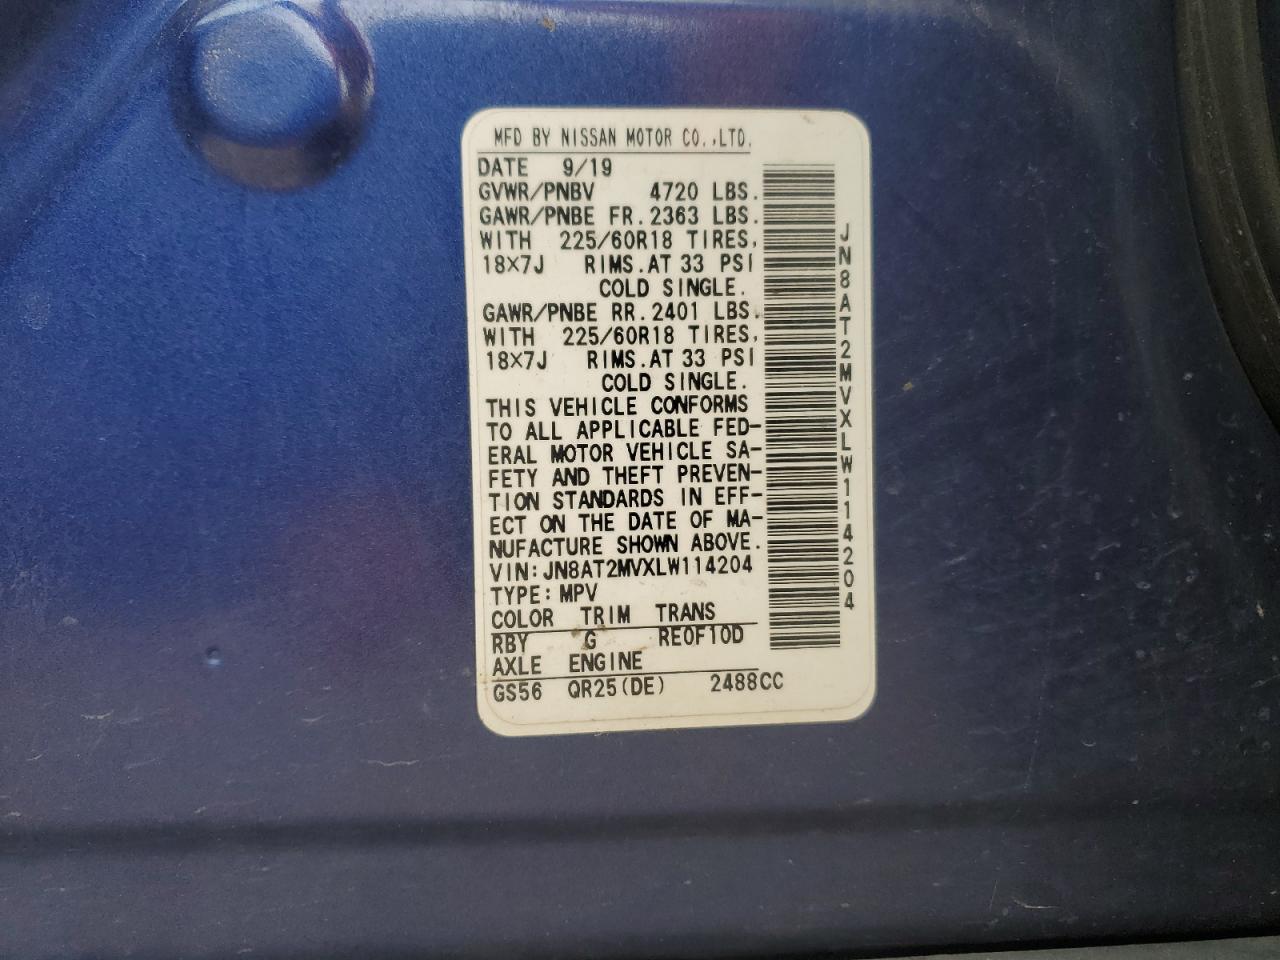 MFD BY NISSAN MOTOR CO.,LTD.
DATE 9/19
GVWR/PNBV 4720 LBS.
GAWR/PNBE FR.2363 LBS.
WITH 225/60R18 TIRES,
18X7J RIMS.AT 33 PSI
COLD SINGLE.
GAWR/PNBE RR.2401 LBS.
WITH 225/60R18 TIRES,
18X7J RIMS.AT 33 PSI
COLD SINGLE.
THIS VEHICLE CONFORMS
TO ALL APPLICABLE FED-
ERAL MOTOR VEHICLE SA-
FETY AND THEFT PREVEN-
TION STANDARDS IN EFF-
ECT ON THE DATE OF MA-
NUFACTURE SHOWN ABOVE.
VIN:JN8AT2MVXLW114204
TYPE:MPV
COLOR TRIM TRANS
RBY G RE0F10D
AXLE ENGINE
GS56 QR25(DE) 2488CC
JN8AT2MVXLW114204